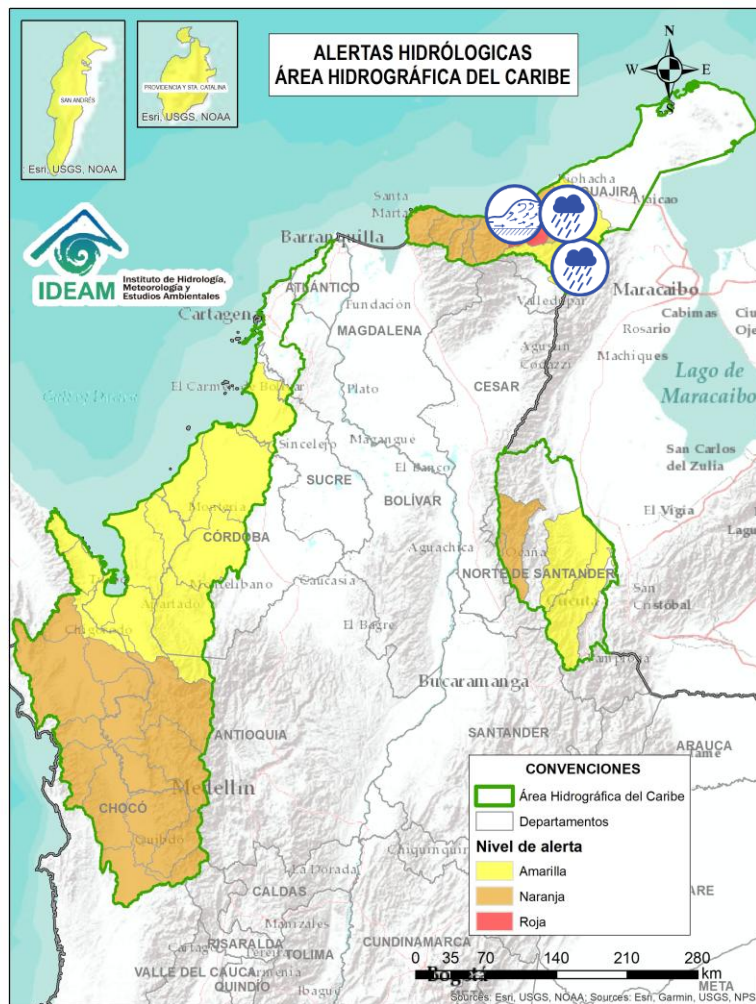 ALERTAS HIDRÓLOGICAS
ÁREA HIDROGRÁFICA DEL CARIBE
SAN ANDRÉS
Esri, USGS, NOAA
PROVIDENCIA Y STA. CATALINA
Esri, USGS, NOAA
N
W E
S
IDEAM
Instituto de Hidrología,
Meteorología y
Estudios Ambientales
GUAJIRA
Maicao
Santa
Marta
Barranquilla
ATLÁNTICO
Cartagena
Fundación
MAGDALENA
Valledupar
Maracaibo
Cabimas
Rosario
Machiques
Agustín
Codazzi
CESAR
Lago de
Maracaibo
El Carmen de Bolívar
Plato
Sincelejo
Magangue
San Carlos
del Zulia
SUCRE
El Banco
BOLÍVAR
Montería
CÓRDOBA
El Vigía
Aguachica
Ocaña
NORTE DE SANTANDER
Montelíbano
Caucasia
Apartadó
Cúcuta
San
Cristóbal
Chigorodó
El Bagre
Pamplona
Bucaramanga
ANTIOQUIA
SANTANDER
ARAUCA
Medellín
CHOCÓ
Quibdó
La Dorada
CALDAS
Manizales
RISARALDA
Pereira
TOLIMA
CUNDINAMARCA
VALLE DEL CAUCA
Armenia
QUINDÍO
Ibagué
Bogotá
META
CONVENCIONES
Área Hidrográfica del Caribe
Departamentos
Nivel de alerta
Amarilla
Naranja
Roja
0 35 70 140 210 280
km
Sources: Esri, USGS, NOAA; Sources: Esri, Garmin, USGS, NPS